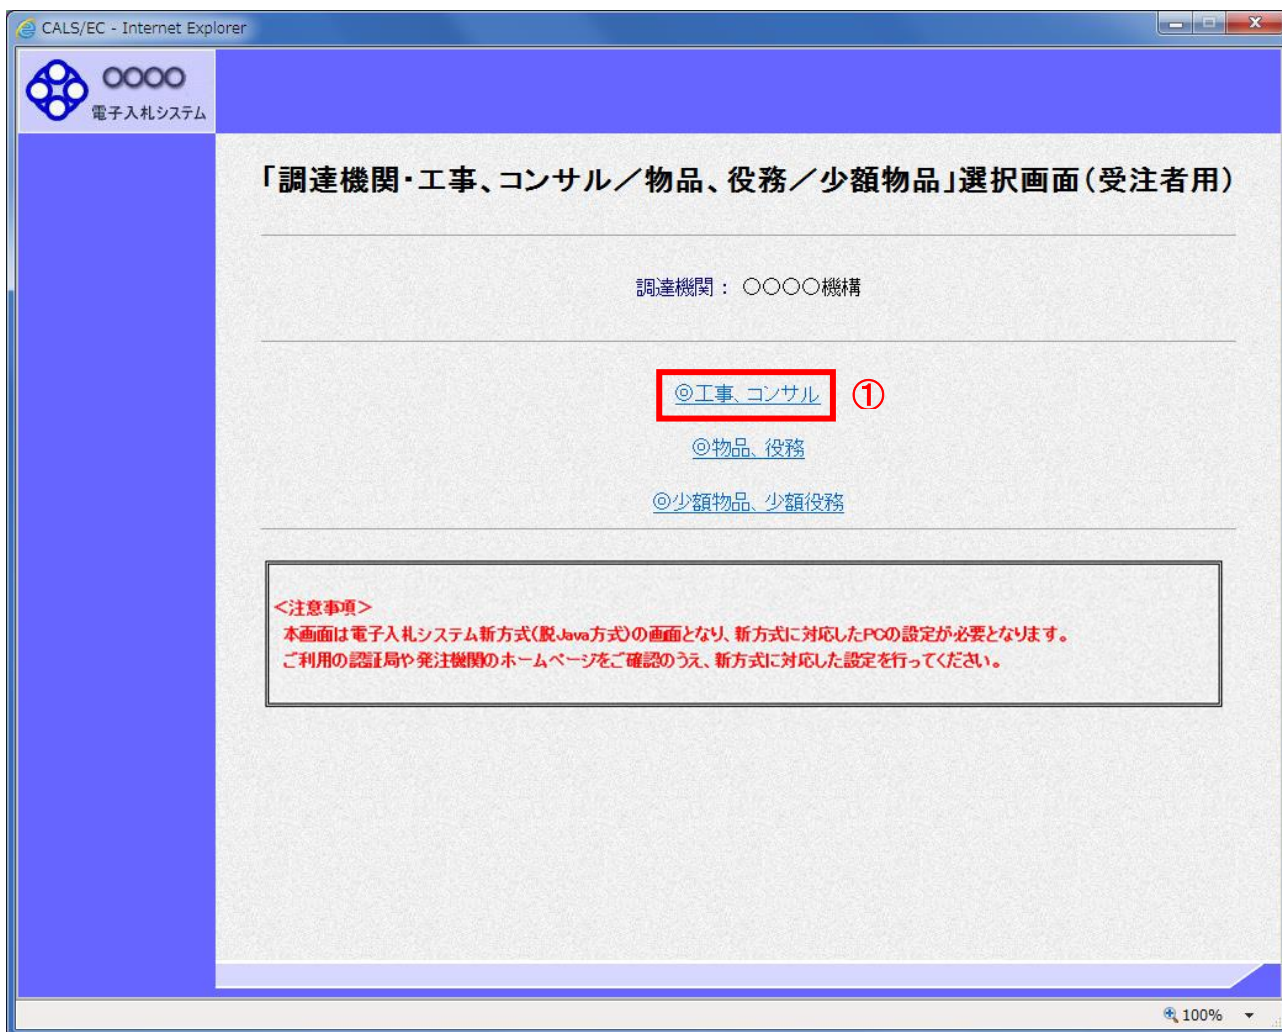 CALS/EC - Internet Explorer
○○○○
電子入札システム
「調達機関・工事、コンサル／物品、役務／少額物品」選択画面(受注者用)
調達機関： ○○○○機構
◎工事、コンサル ①
◎物品、役務
◎少額物品、少額役務
＜注意事項＞
本画面は電子入札システム新方式(脱Java方式)の画面となり、新方式に対応したPCの設定が必要となります。
ご利用の認証局や発注機関のホームページをご確認のうえ、新方式に対応した設定を行ってください。
100%